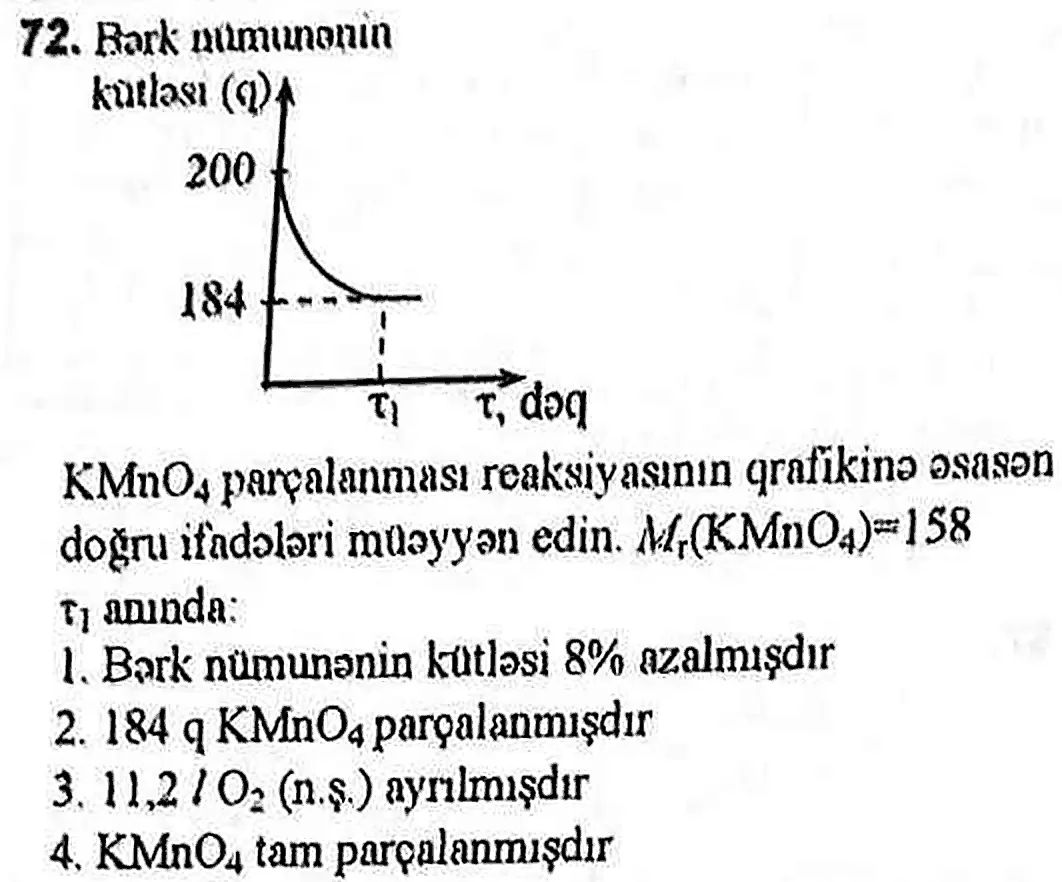 72. Bərk nümunənin
kütləsi (q)
200
184
τ₁ τ, dəq
KMnO₄ parçalanması reaksiyasının qrafikinə əsasən
doğru ifadələri müəyyən edin. Mᵣ(KMnO₄)=158
τ₁ anında:
1. Bərk nümunənin kütləsi 8% azalmışdır
2. 184 q KMnO₄ parçalanmışdır
3. 11,2 l O₂ (n.ş.) ayrılmışdır
4. KMnO₄ tam parçalanmışdır